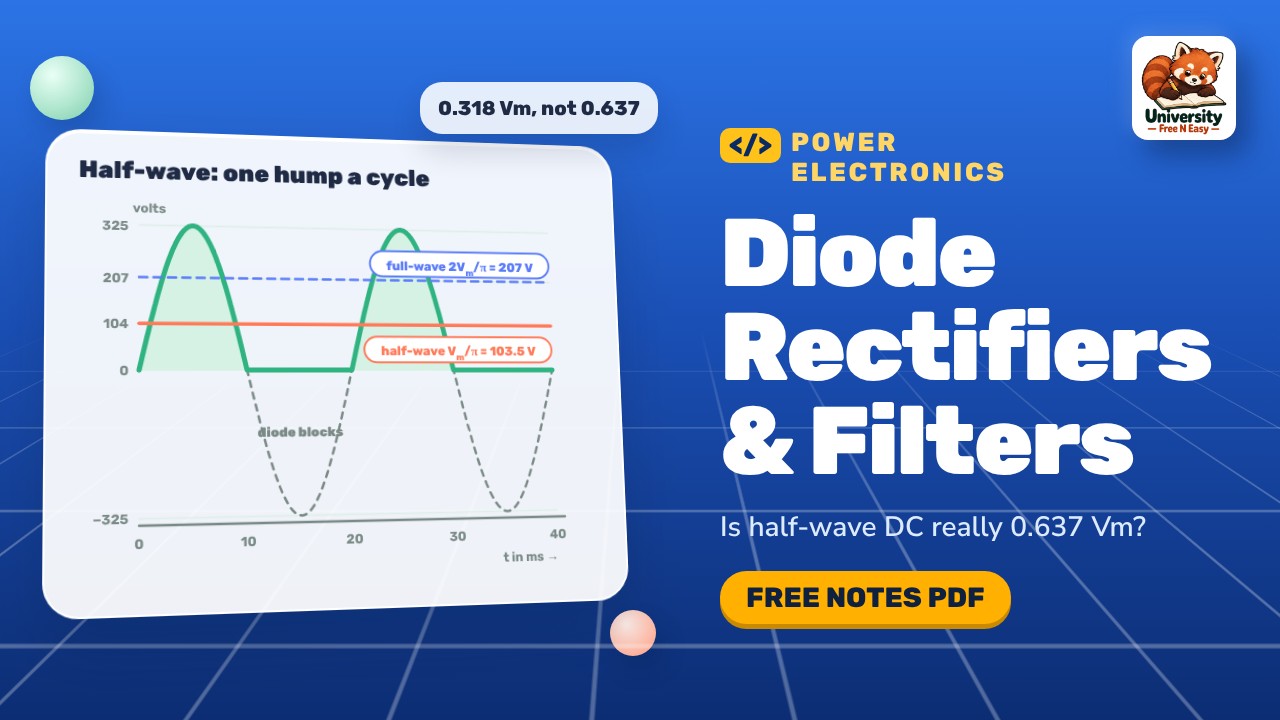 0.318 Vm, not 0.637
Half-wave: one hump a cycle
volts
325
207
104
0
−325
full-wave 2Vm/π = 207 V
half-wave Vm/π = 103.5 V
diode blocks
0
10
20
30
40
t in ms →
</>
POWER
ELECTRONICS
Diode
Rectifiers
& Filters
Is half-wave DC really 0.637 Vm?
FREE NOTES PDF
University
Free N Easy